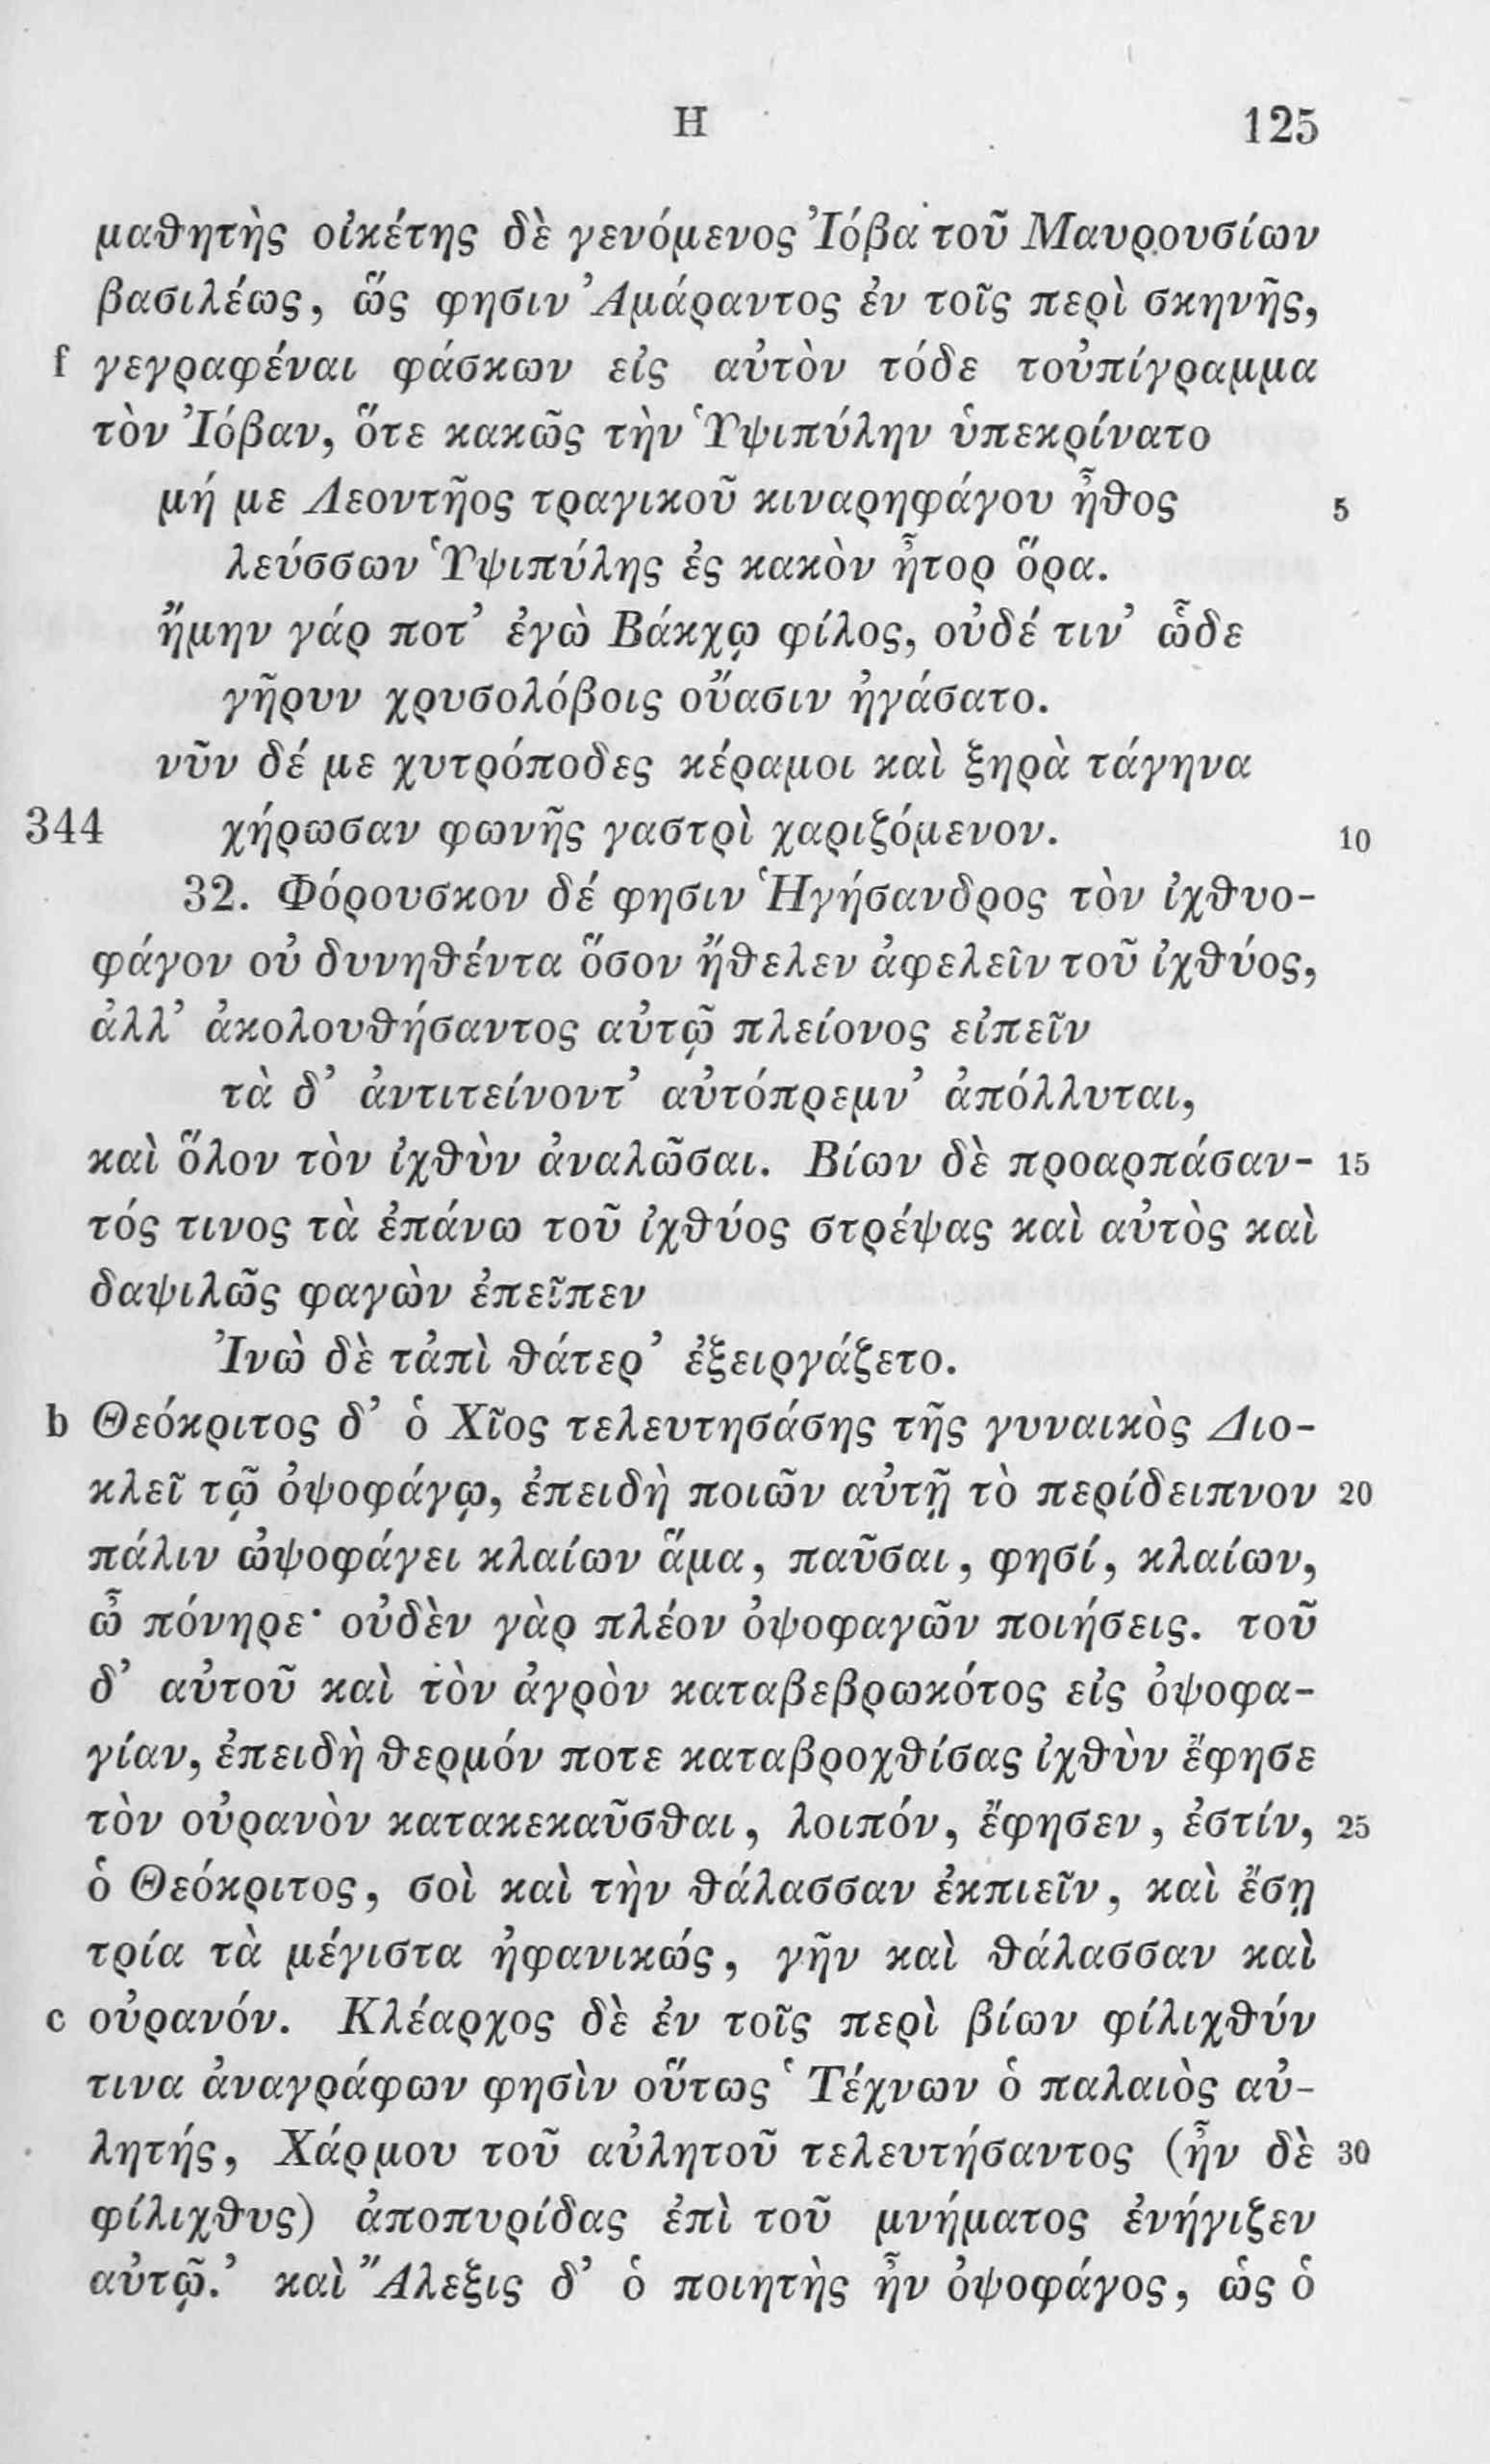 Η 125
μαθητὴς οἰκέτης δὲ γενόμενος Ἰόβα τοῦ Μαυρουσίων
βασιλέως, ὥς φησιν Ἀμάραντος ἐν τοῖς περὶ σκηνῆς,
f γεγραφέναι φάσκων εἰς αὐτὸν τόδε τοὐπίγραμμα
τὸν Ἰόβαν, ὅτε κακῶς τὴν Ὑψιπύλην ὑπεκρίνατο
μή με Λεοντῆος τραγικοῦ κιναρηφάγου ἦθος 5
λεύσσων Ὑψιπύλης ἐς κακὸν ἦτορ ὅρα.
ἤμην γάρ ποτ’ ἐγὼ Βάκχῳ φίλος, οὐδέ τιν’ ὧδε
γῆρυν χρυσολόβοις οὔασιν ἠγάσατο.
νῦν δέ με χυτρόποδες κέραμοι καὶ ξηρὰ τάγηνα
344 χήρωσαν φωνῆς γαστρὶ χαριζόμενον. 10
32. Φόρουσκον δέ φησιν Ἡγήσανδρος τὸν ἰχθυο-
φάγον οὐ δυνηθέντα ὅσον ἤθελεν ἀφελεῖν τοῦ ἰχθύος,
ἀλλ’ ἀκολουθήσαντος αὐτῷ πλείονος εἰπεῖν
τὰ δ’ ἀντιτείνοντ’ αὐτόπρεμν’ ἀπόλλυται,
καὶ ὅλον τὸν ἰχθὺν ἀναλῶσαι. Βίων δὲ προαρπάσαν- 15
τός τινος τὰ ἐπάνω τοῦ ἰχθύος στρέψας καὶ αὐτὸς καὶ
δαψιλῶς φαγὼν ἐπεῖπεν
Ἰνὼ δὲ τἀπὶ θάτερ’ ἐξειργάζετο.
b Θεόκριτος δ’ ὁ Χῖος τελευτησάσης τῆς γυναικὸς Διο-
κλεῖ τῷ ὀψοφάγῳ, ἐπειδὴ ποιῶν αὐτῇ τὸ περίδειπνον 20
πάλιν ὠψοφάγει κλαίων ἅμα, παῦσαι, φησί, κλαίων,
ὦ πόνηρε· οὐδὲν γὰρ πλέον ὀψοφαγῶν ποιήσεις. τοῦ
δ’ αὐτοῦ καὶ τὸν ἀγρὸν καταβεβρωκότος εἰς ὀψοφα-
γίαν, ἐπειδὴ θερμόν ποτε καταβροχθίσας ἰχθὺν ἔφησε
τὸν οὐρανὸν κατακεκαῦσθαι, λοιπόν, ἔφησεν, ἐστίν, 25
ὁ Θεόκριτος, σοὶ καὶ τὴν θάλασσαν ἐκπιεῖν, καὶ ἔσῃ
τρία τὰ μέγιστα ἠφανικώς, γῆν καὶ θάλασσαν καὶ
c οὐρανόν. Κλέαρχος δὲ ἐν τοῖς περὶ βίων φίλιχθύν
τινα ἀναγράφων φησὶν οὕτως ‘Τέχνων ὁ παλαιὸς αὐ-
λητής, Χάρμου τοῦ αὐλητοῦ τελευτήσαντος (ἦν δὲ 30
φίλιχθυς) ἀποπυρίδας ἐπὶ τοῦ μνήματος ἐνήγιζεν
αὐτῷ.’ καὶ Ἄλεξις δ’ ὁ ποιητὴς ἦν ὀψοφάγος, ὡς ὁ